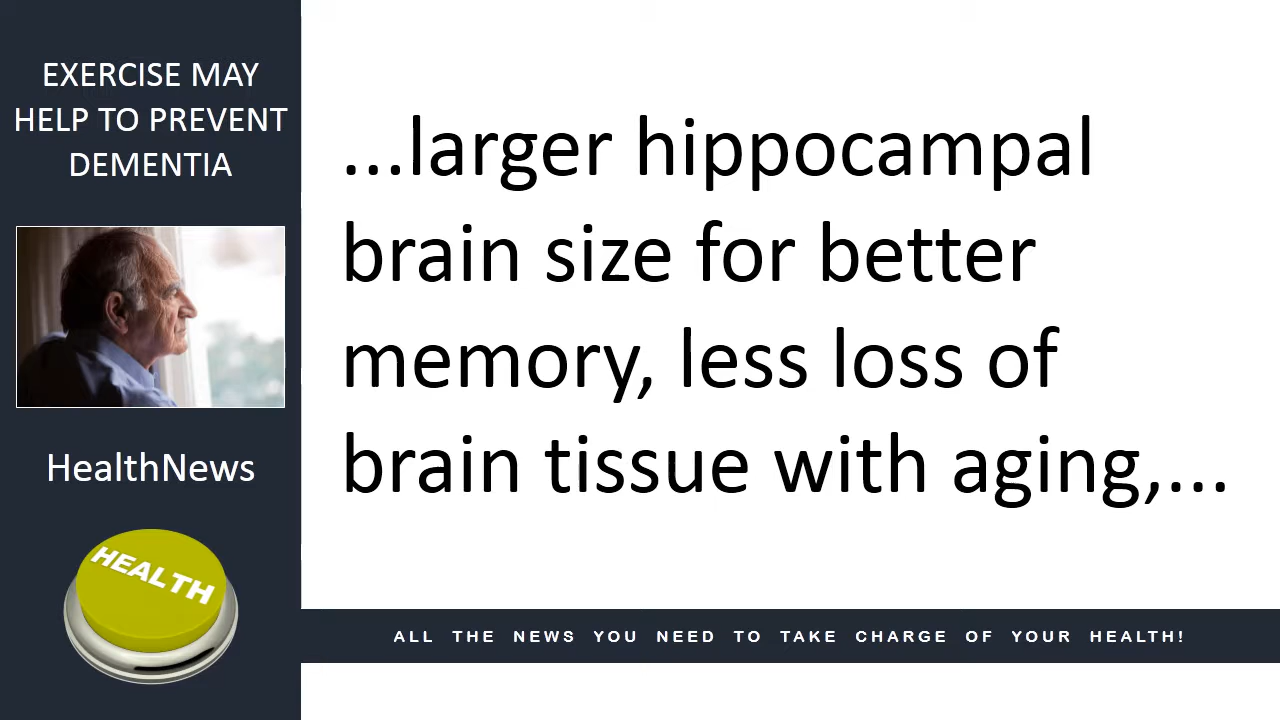 EXERCISE MAY
HELP TO PREVENT
DEMENTIA
HealthNews
HEALTH
...larger hippocampal
brain size for better
memory, less loss of
brain tissue with aging,...
ALL THE NEWS YOU NEED TO TAKE CHARGE OF YOUR HEALTH!